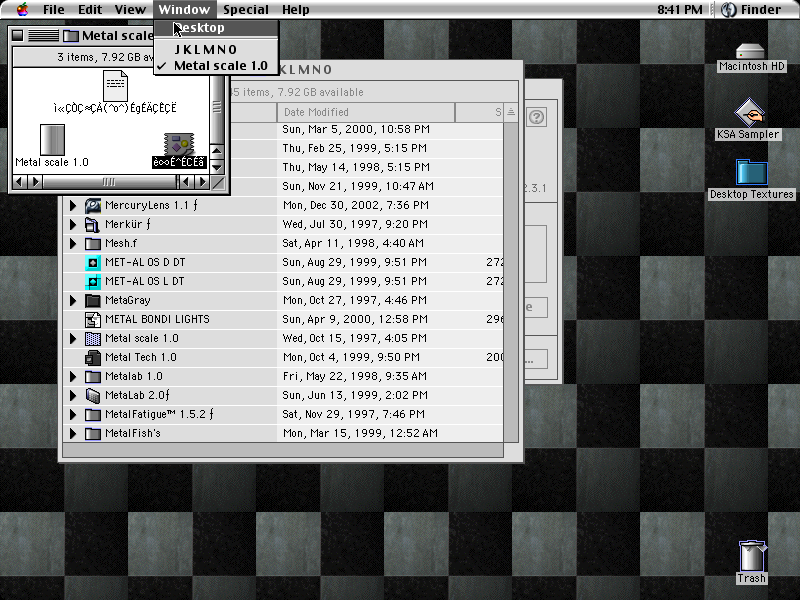 File Edit View Window Special Help 8:41 PM Finder
Desktop
J K L M N O
✓ Metal scale 1.0
Metal scale
3 items, 7.92 GB av
Metal scale 1.0
KLMNO
items, 7.92 GB available
Date Modified S
Sun, Mar 5, 2000, 10:58 PM
Thu, Feb 25, 1999, 5:15 PM
Thu, May 14, 1998, 5:15 PM
Sun, Nov 21, 1999, 10:47 AM
MercuryLens 1.1 ƒ Mon, Dec 30, 2002, 7:36 PM
Merkür ƒ Wed, Jul 30, 1997, 9:20 PM
Mesh.f Sat, Apr 11, 1998, 4:40 AM
MET-AL OS D DT Sun, Aug 29, 1999, 9:51 PM 272
MET-AL OS L DT Sun, Aug 29, 1999, 9:51 PM 272
MetaGray Mon, Oct 27, 1997, 4:46 PM
METAL BONDI LIGHTS Sun, Apr 9, 2000, 12:58 PM 296
Metal scale 1.0 Wed, Oct 15, 1997, 4:05 PM
Metal Tech 1.0 Mon, Oct 4, 1999, 9:50 PM 200
Metalab 1.0 Fri, May 22, 1998, 9:35 AM
MetaLab 2.0ƒ Sun, Jun 13, 1999, 2:02 PM
MetalFatigue™ 1.5.2 ƒ Sat, Nov 29, 1997, 7:46 PM
MetalFish's Mon, Mar 15, 1999, 12:52 AM
?
2.3.1
e
...
Macintosh HD
KSA Sampler
Desktop Textures
Trash